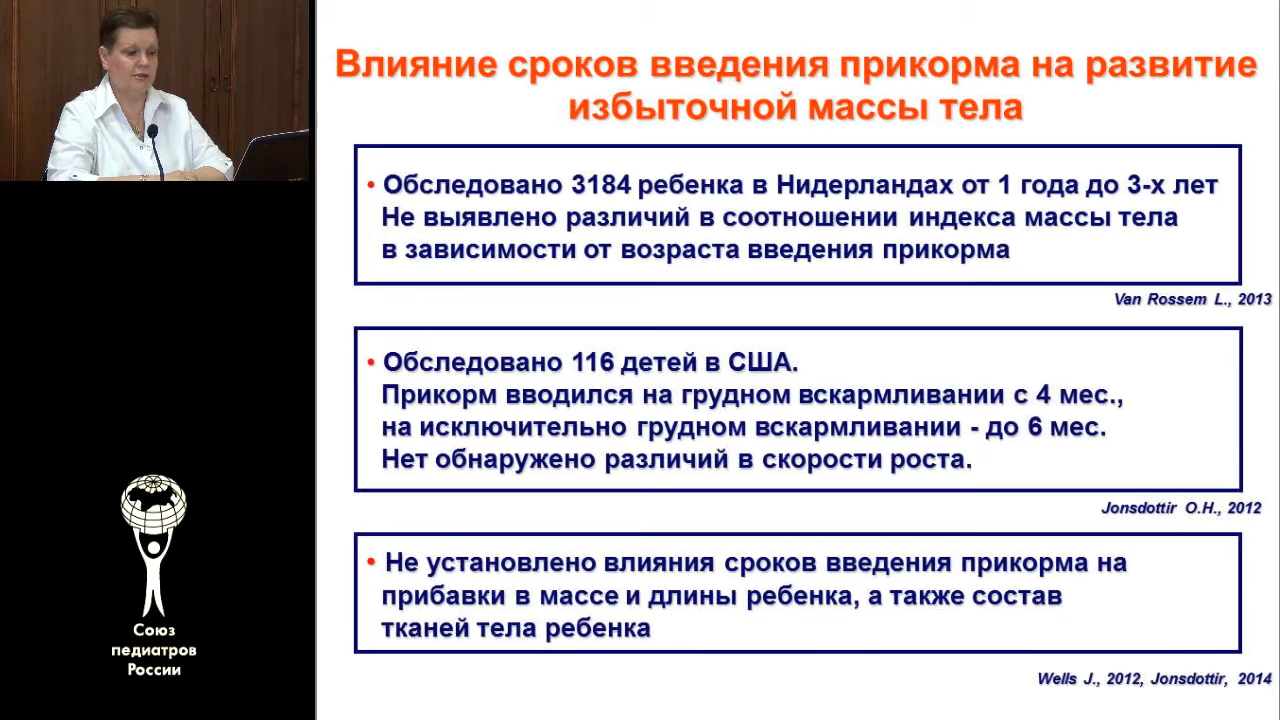 Влияние сроков введения прикорма на развитие
избыточной массы тела
• Обследовано 3184 ребенка в Нидерландах от 1 года до 3-х лет
Не выявлено различий в соотношении индекса массы тела
в зависимости от возраста введения прикорма
Van Rossem L., 2013
• Обследовано 116 детей в США.
Прикорм вводился на грудном вскармливании с 4 мес.,
на исключительно грудном вскармливании - до 6 мес.
Нет обнаружено различий в скорости роста.
Jonsdottir O.H., 2012
• Не установлено влияния сроков введения прикорма на
прибавки в массе и длины ребенка, а также состав
тканей тела ребенка
Wells J., 2012, Jonsdottir, 2014
Союз
педиатров
России